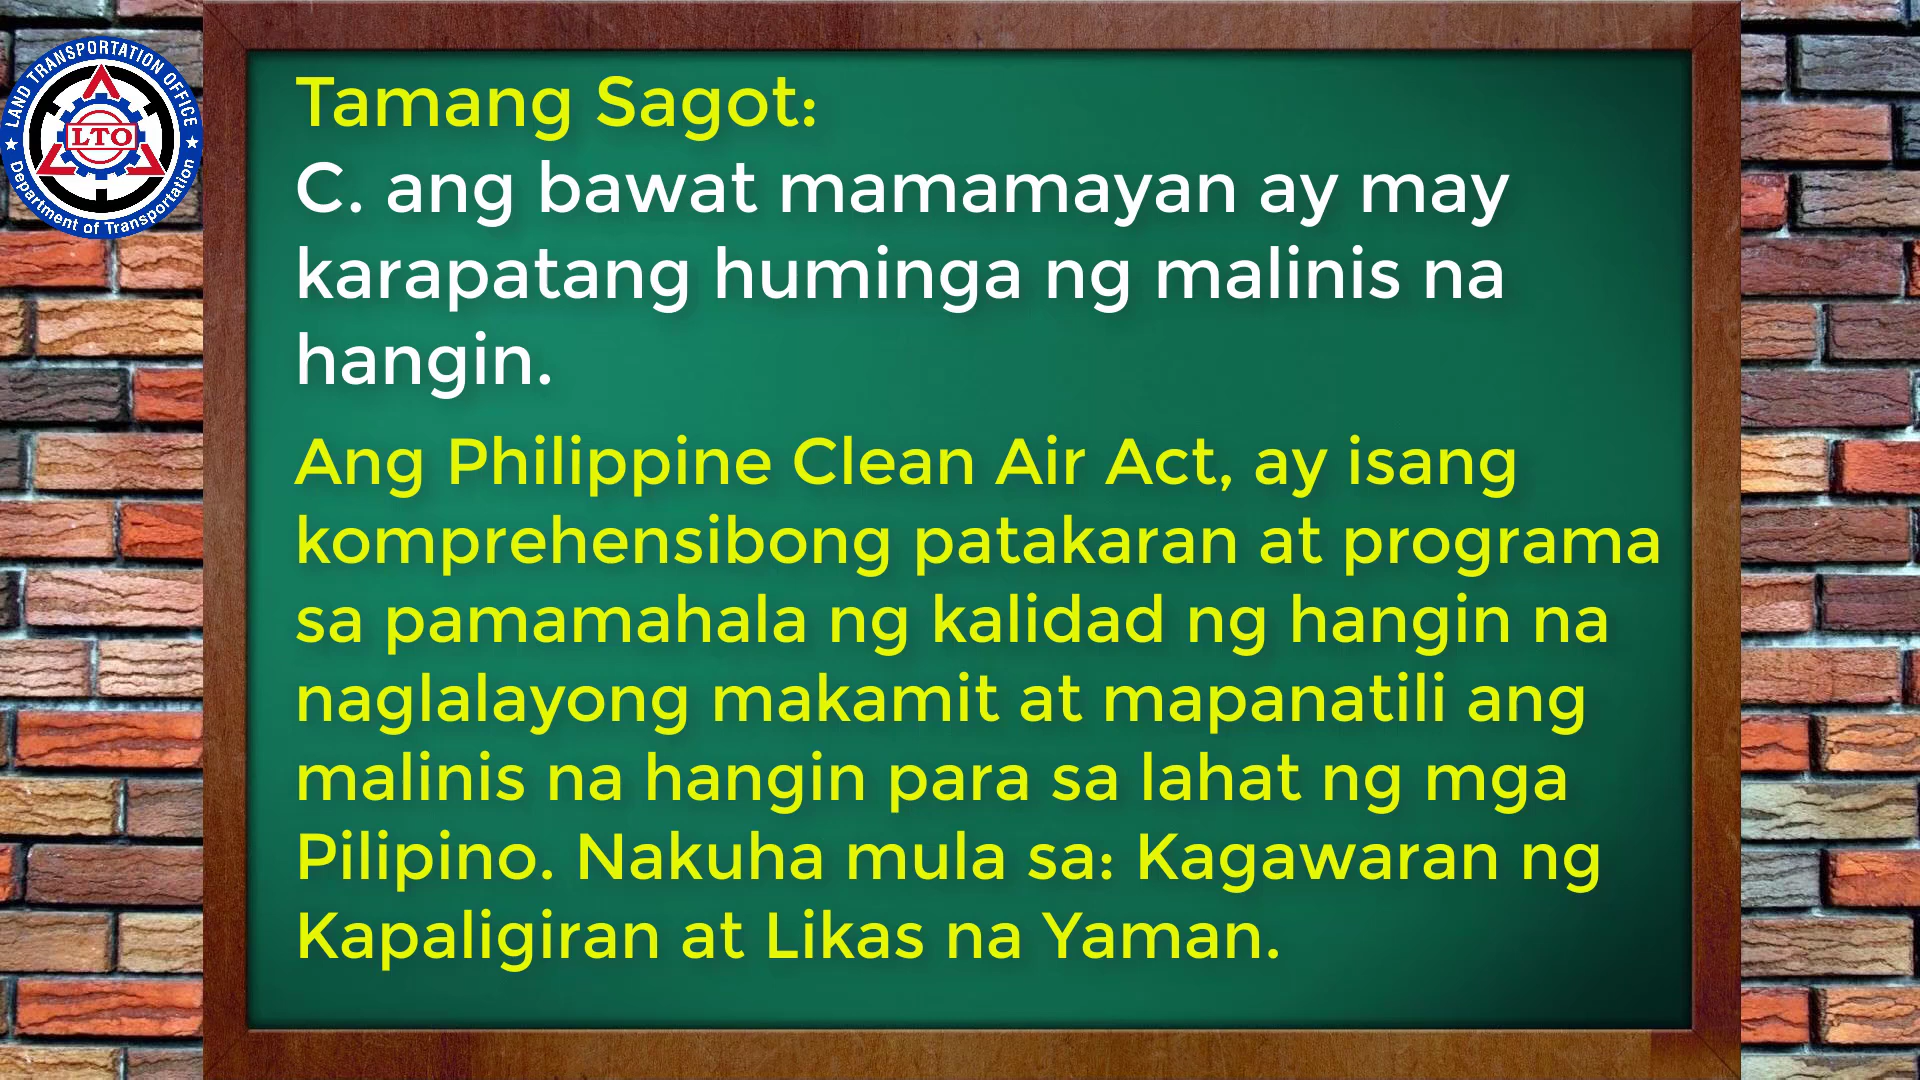 LAND TRANSPORTATION OFFICE
LTO
Department of Transportation
Tamang Sagot:
C. ang bawat mamamayan ay may
karapatang huminga ng malinis na
hangin.
Ang Philippine Clean Air Act, ay isang
komprehensibong patakaran at programa
sa pamamahala ng kalidad ng hangin na
naglalayong makamit at mapanatili ang
malinis na hangin para sa lahat ng mga
Pilipino. Nakuha mula sa: Kagawaran ng
Kapaligiran at Likas na Yaman.